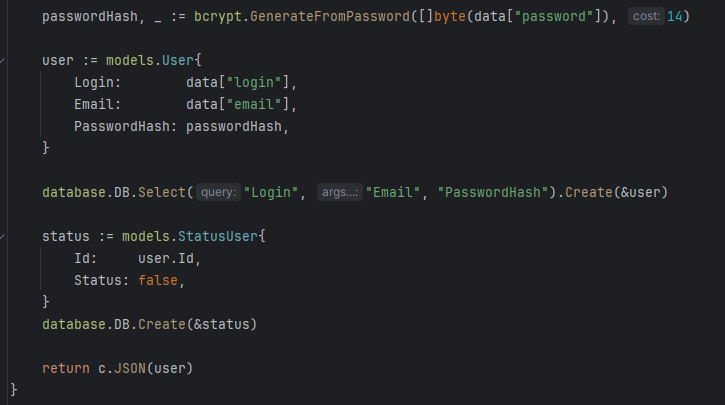 passwordHash, _ := bcrypt.GenerateFromPassword([]byte(data["password"]), cost: 14)
user := models.User{
Login: data["login"],
Email: data["email"],
PasswordHash: passwordHash,
}
database.DB.Select( query: "Login", args...: "Email", "PasswordHash").Create(&user)
status := models.StatusUser{
Id: user.Id,
Status: false,
}
database.DB.Create(&status)
return c.JSON(user)
}